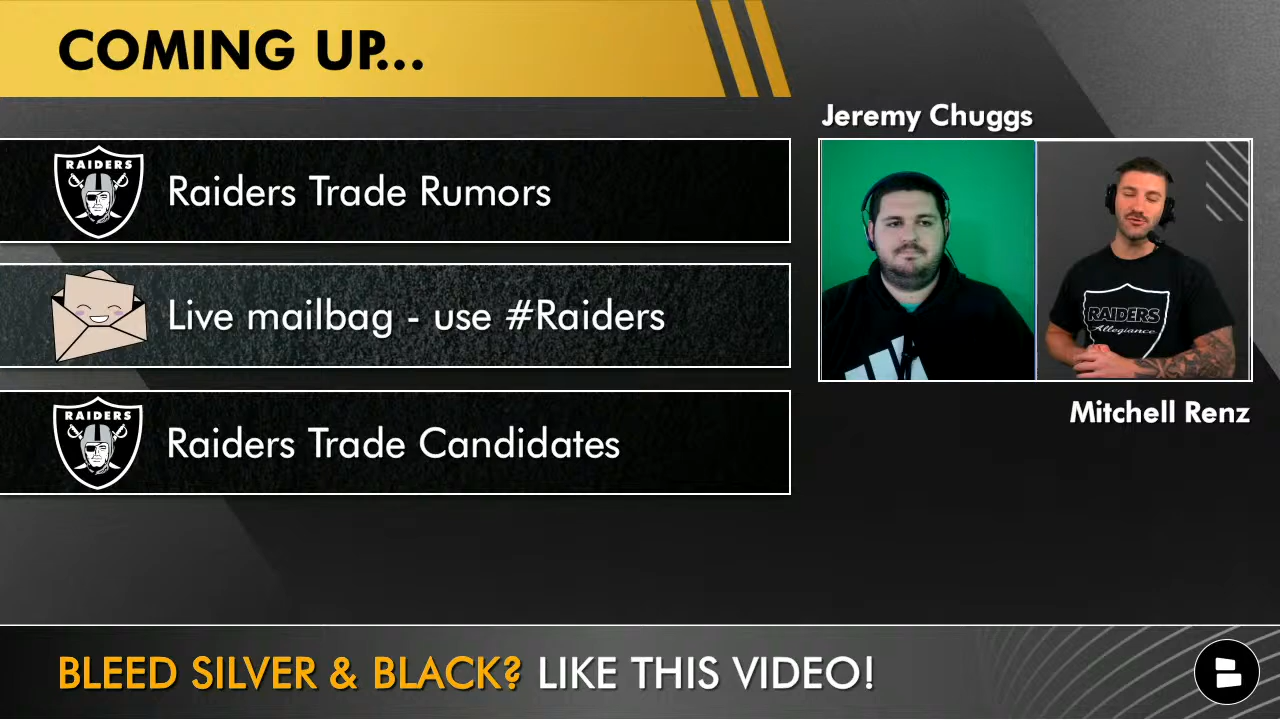 COMING UP...
Jeremy Chuggs
RAIDERS
Raiders Trade Rumors
Live mailbag - use #Raiders
RAIDERS
Allegiance
Mitchell Renz
RAIDERS
Raiders Trade Candidates
BLEED SILVER & BLACK? LIKE THIS VIDEO!